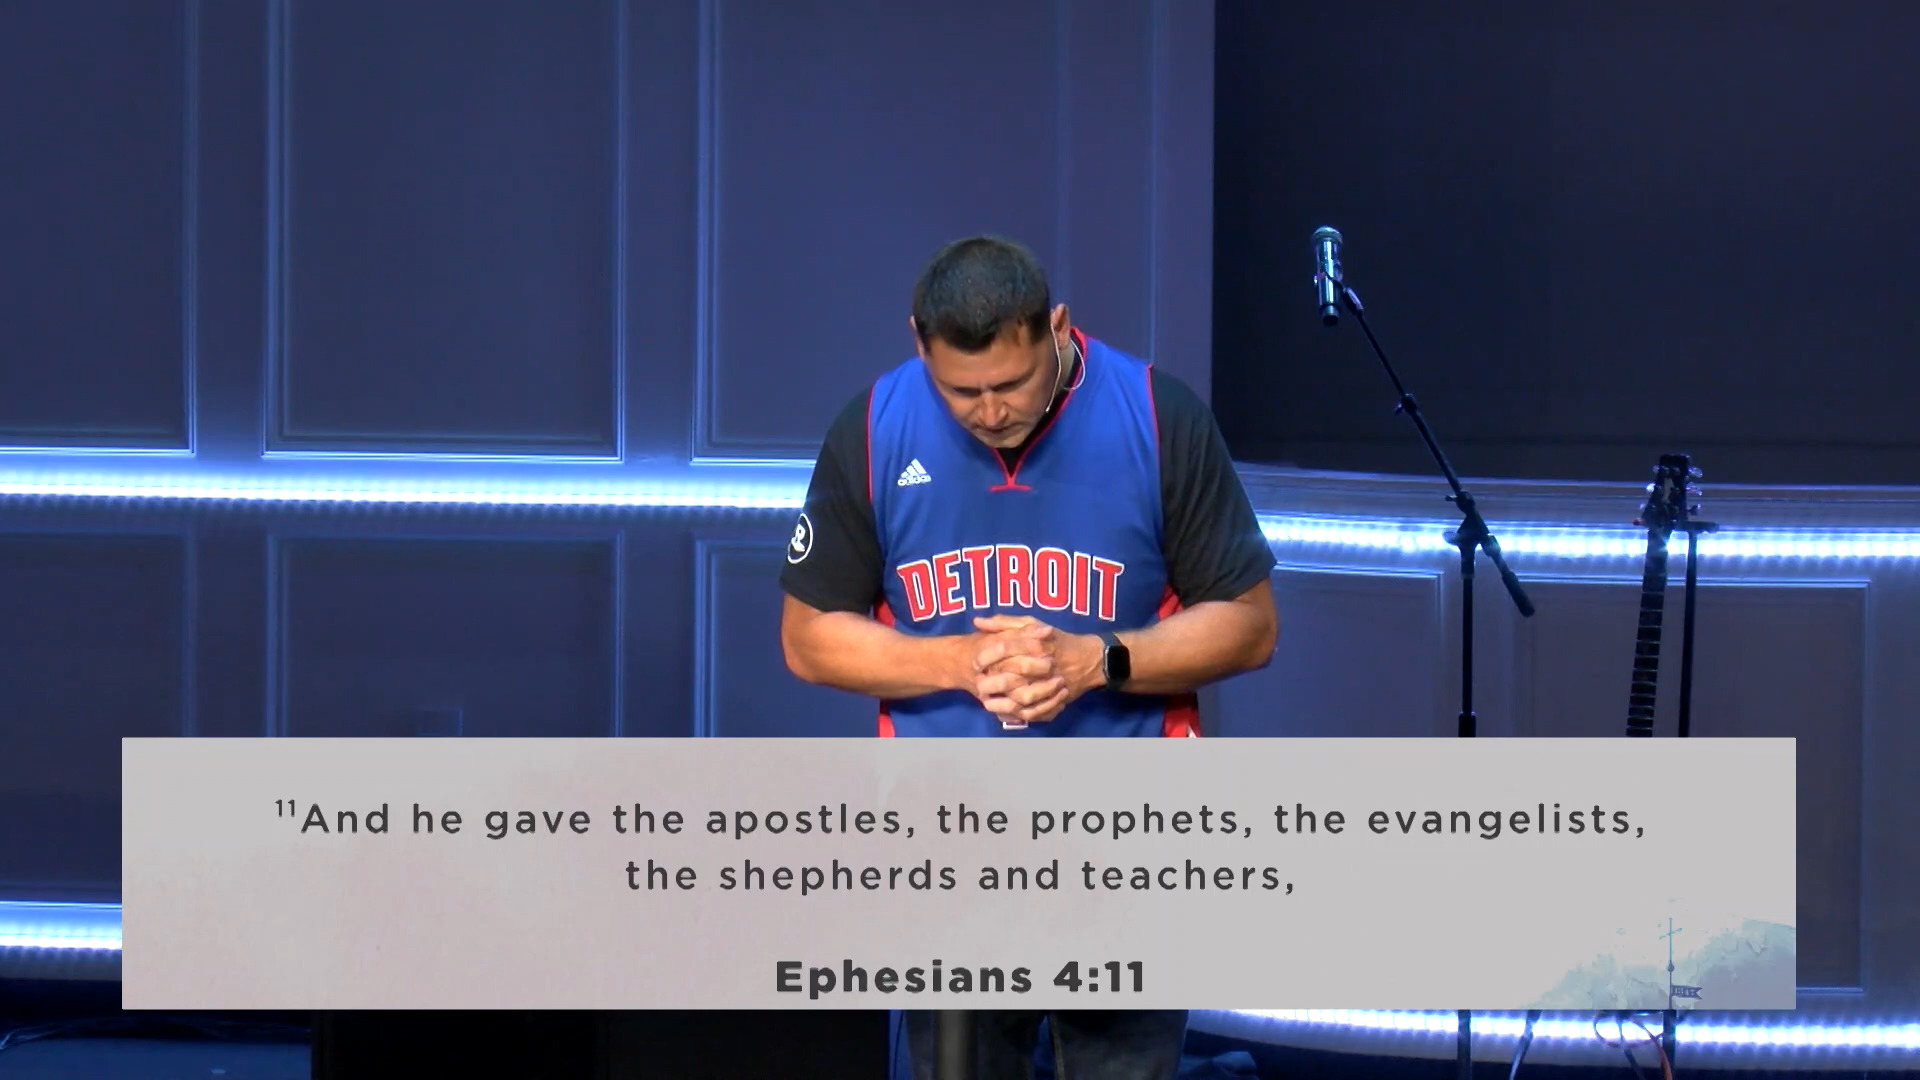 adidas
DETROIT
¹¹And he gave the apostles, the prophets, the evangelists,
the shepherds and teachers,
Ephesians 4:11